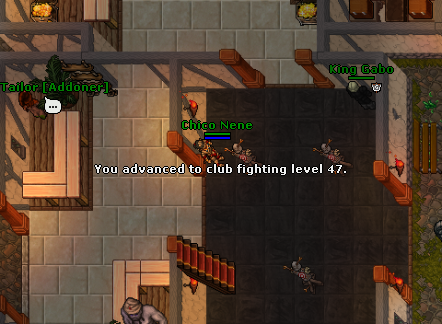 King Gabo
Tailor [Addoner]
...
Chico Nene
You advanced to club fighting level 47.